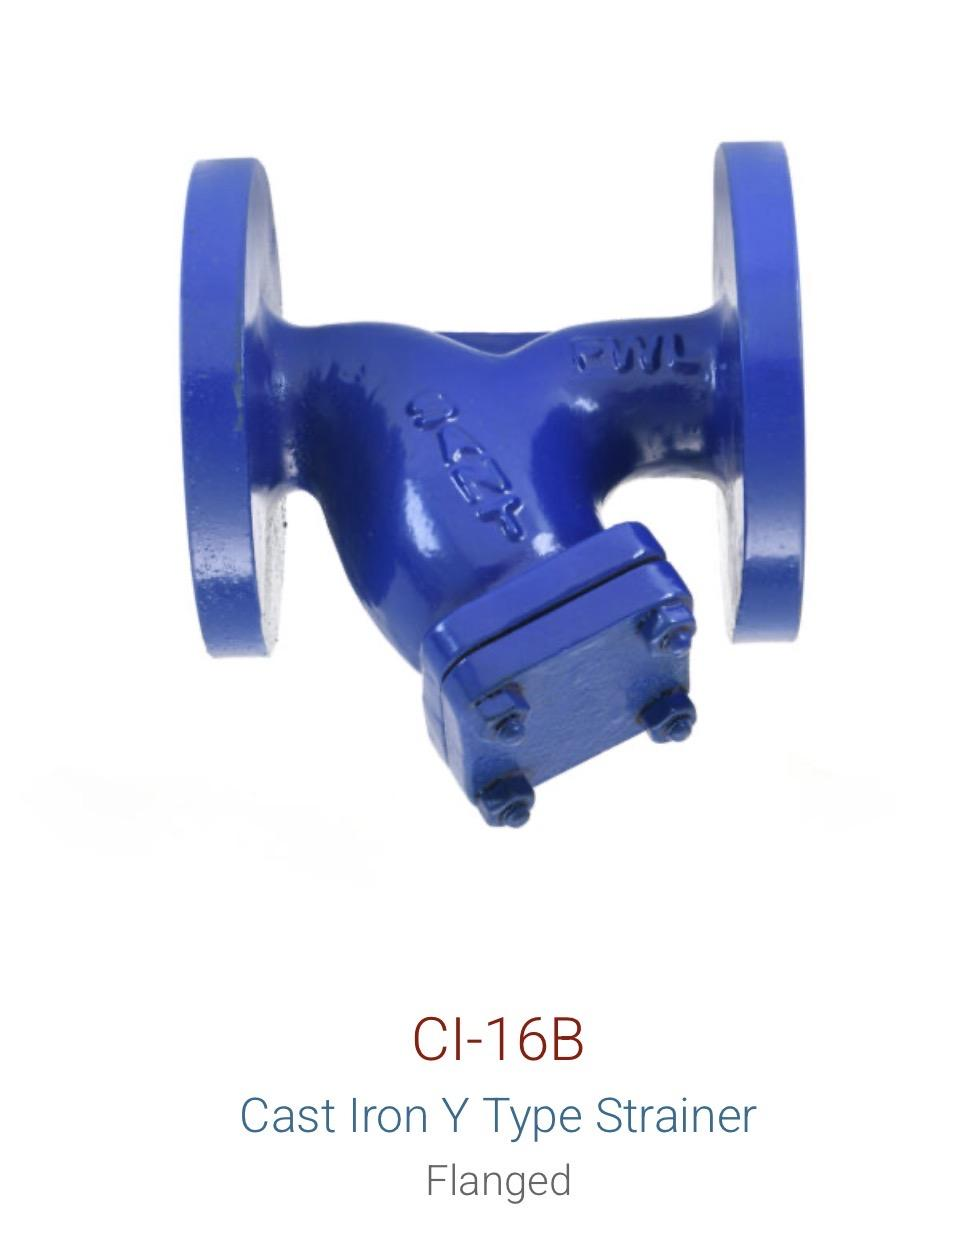 PWL
CI-16B
Cast Iron Y Type Strainer
Flanged